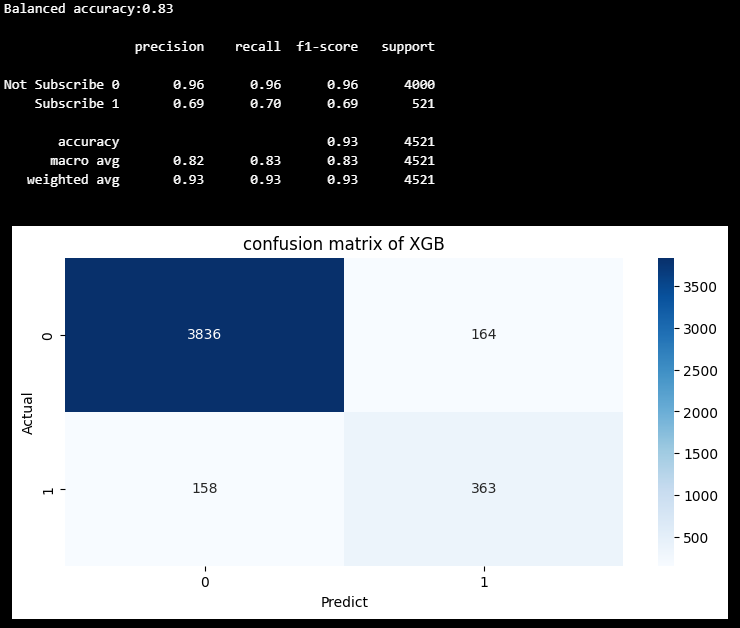 Balanced accuracy:0.83
precision recall f1-score support
Not Subscribe 0 0.96 0.96 0.96 4000
Subscribe 1 0.69 0.70 0.69 521
accuracy 0.93 4521
macro avg 0.82 0.83 0.83 4521
weighted avg 0.93 0.93 0.93 4521
confusion matrix of XGB
Actual
0
3836 164
1
158 363
0 1
Predict
3500
3000
2500
2000
1500
1000
500